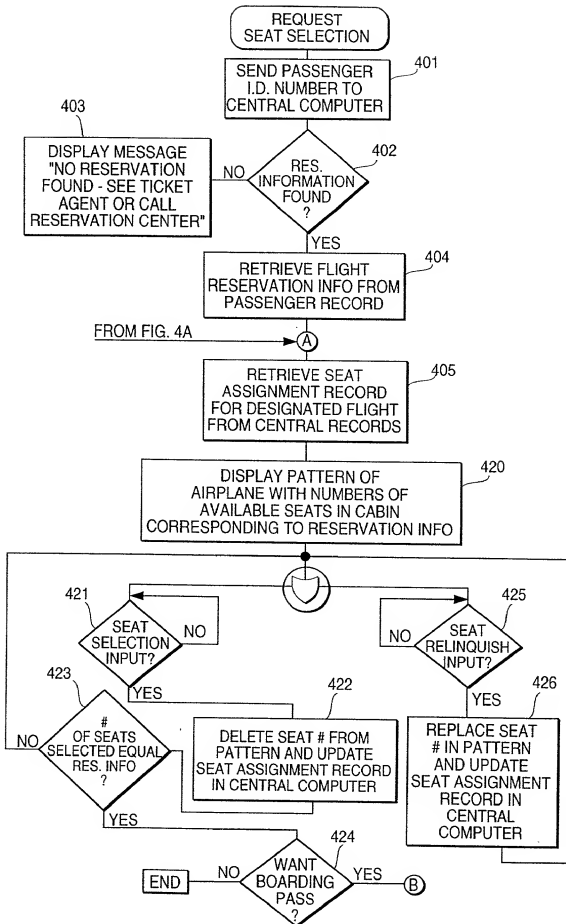 REQUEST
SEAT SELECTION
401
SEND PASSENGER
I.D. NUMBER TO
CENTRAL COMPUTER
403
DISPLAY MESSAGE
"NO RESERVATION
FOUND - SEE TICKET
AGENT OR CALL
RESERVATION CENTER"
NO
402
RES.
INFORMATION
FOUND
?
YES
404
RETRIEVE FLIGHT
RESERVATION INFO FROM
PASSENGER RECORD
FROM FIG. 4A
A
405
RETRIEVE SEAT
ASSIGNMENT RECORD
FOR DESIGNATED FLIGHT
FROM CENTRAL RECORDS
420
DISPLAY PATTERN OF
AIRPLANE WITH NUMBERS OF
AVAILABLE SEATS IN CABIN
CORRESPONDING TO RESERVATION INFO
421
SEAT
SELECTION
INPUT?
NO
YES
425
SEAT
RELINQUISH
INPUT?
NO
YES
423
#
OF SEATS
SELECTED EQUAL
RES. INFO
?
NO
YES
422
DELETE SEAT # FROM
PATTERN AND UPDATE
SEAT ASSIGNMENT RECORD
IN CENTRAL COMPUTER
426
REPLACE SEAT
# IN PATTERN
AND UPDATE
SEAT ASSIGNMENT
RECORD IN
CENTRAL
COMPUTER
424
WANT
BOARDING
PASS
?
NO
END
YES
B